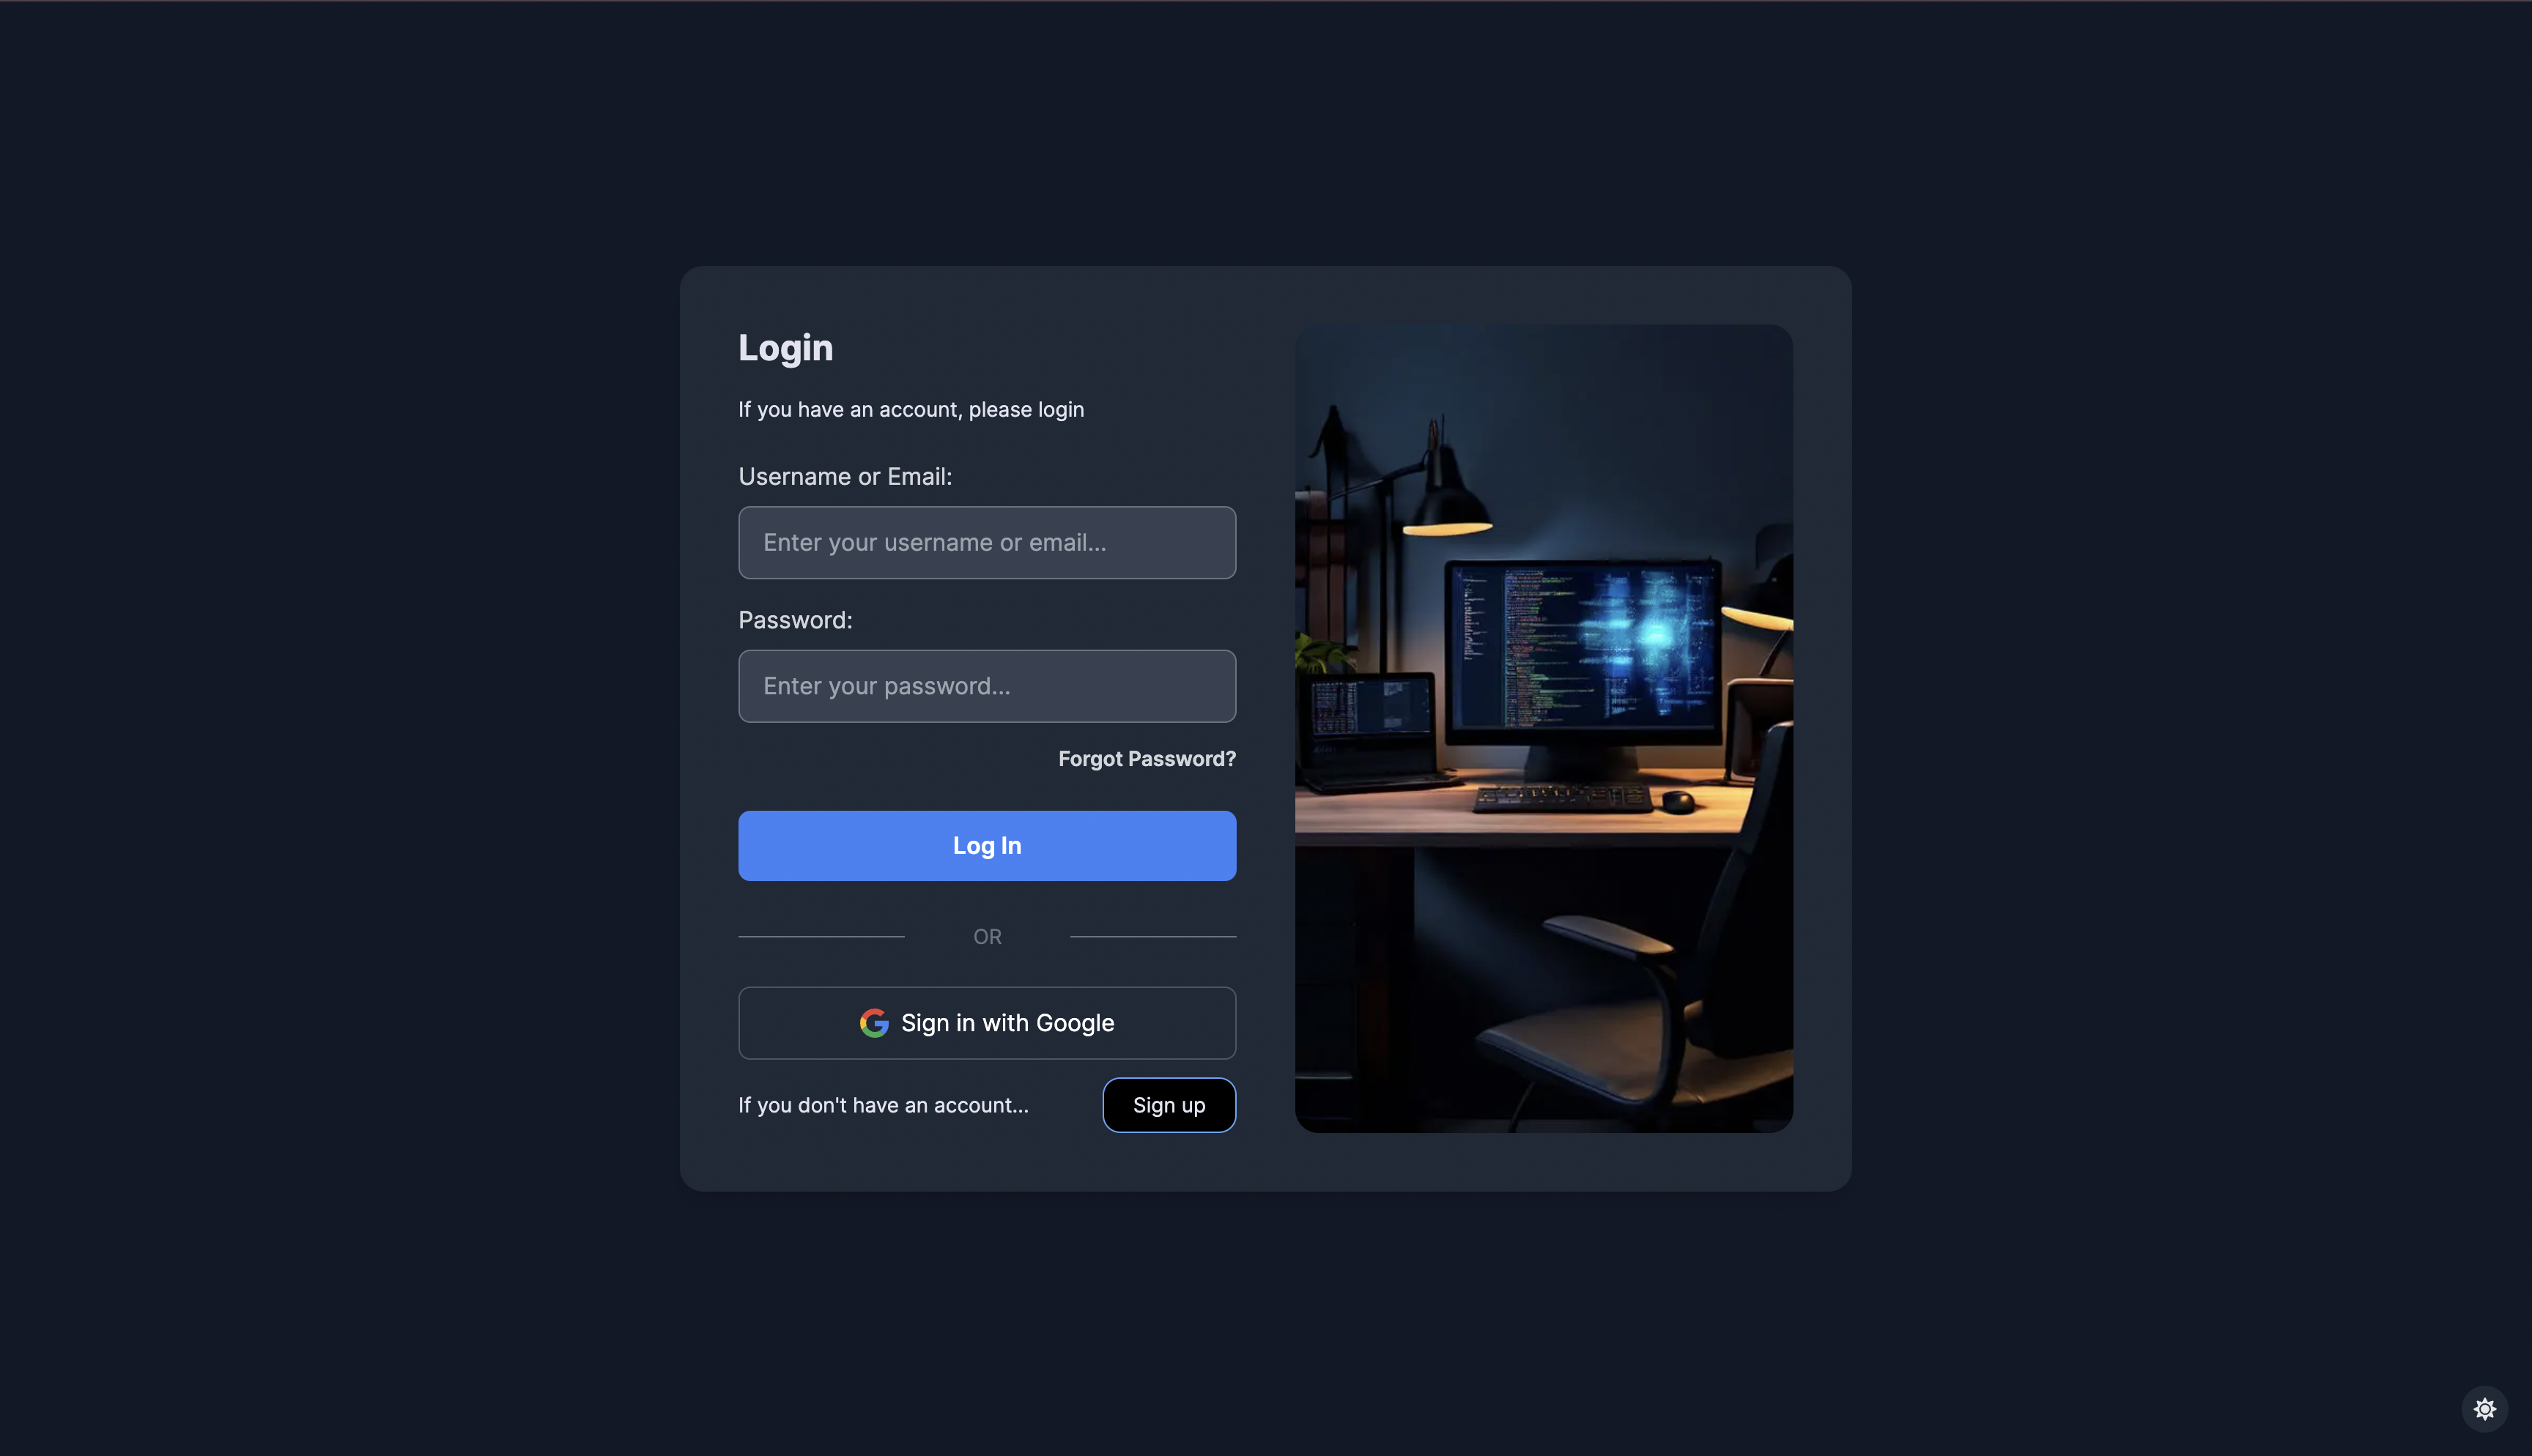 Login
If you have an account, please login
Username or Email:
Enter your username or email...
Password:
Enter your password...
Forgot Password?
Log In
OR
Sign in with Google
If you don't have an account...
Sign up